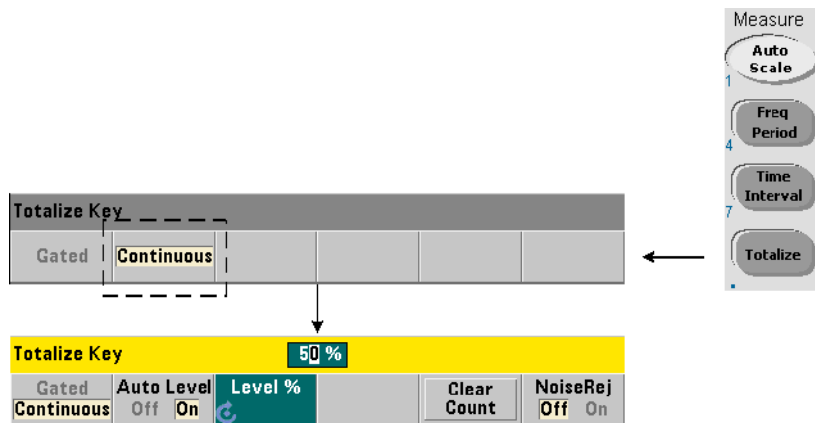 Measure
Auto
Scale
1
Freq
Period
4
Time
Interval
7
Totalize
.
Totalize Key
Gated Continuous
Totalize Key 50 %
Gated Auto Level Level % Clear NoiseRej
Continuous Off On Count Off On